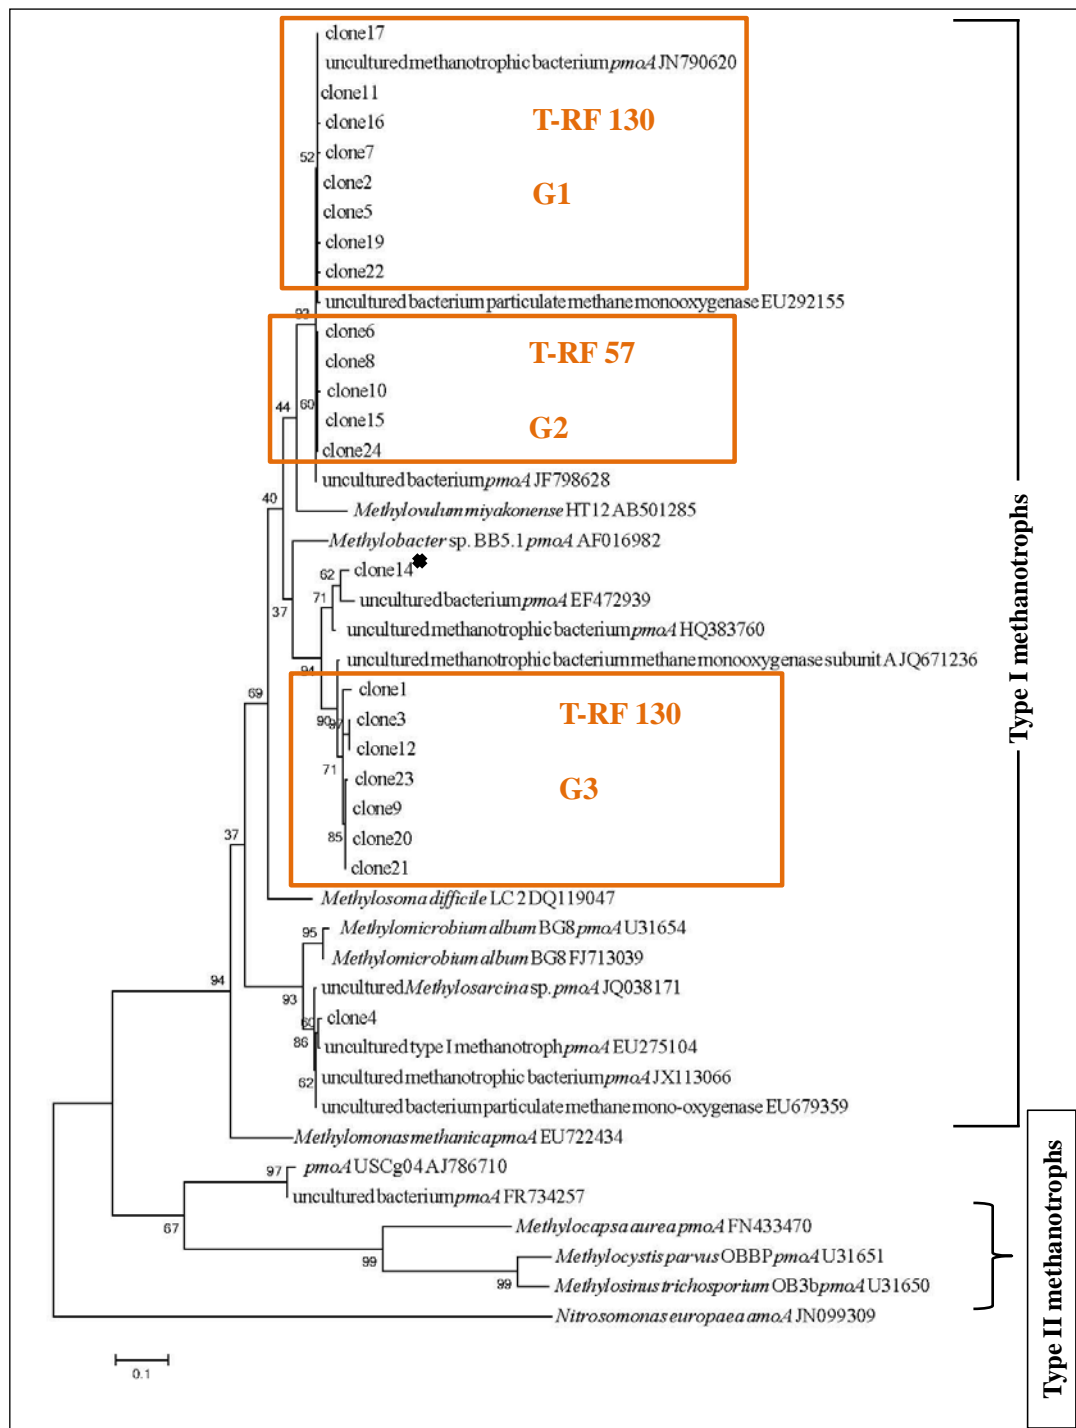 clone17
uncultured methanotrophic bacterium pmoA JN790620
clone11
T-RF 130
clone16
52
clone7
clone2
G1
clone5
clone19
clone22
uncultured bacterium particulate methane monooxygenase EU292155
93
clone6
T-RF 57
clone8
clone10
44
60
clone15
G2
clone24
uncultured bacterium pmoA JF798628
40
Methylovulum miyakonense HT12 AB501285
Methylobacter sp. BB5.1 pmoA AF016982
62
clone14
71
uncultured bacterium pmoA EF472939
37
uncultured methanotrophic bacterium pmoA HQ383760
uncultured methanotrophic bacterium methane monooxygenase subunit A JQ671236
94
69
clone1
T-RF 130
90
97
clone3
clone12
71
clone23
G3
clone9
37
85
clone20
clone21
Methylosoma difficile LC 2 DQ119047
95
Methylomicrobium album BG8 pmoA U31654
Methylomicrobium album BG8 FJ713039
94
uncultured Methylosarcina sp. pmoA JQ038171
93
60
clone4
86
uncultured type I methanotroph pmoA EU275104
62
uncultured methanotrophic bacterium pmoA JX113066
uncultured bacterium particulate methane mono-oxygenase EU679359
Methylomonas methanica pmoA EU722434
97
pmoA USCg04 AJ786710
uncultured bacterium pmoA FR734257
67
Methylocapsa aurea pmoA FN433470
99
Methylocystis parvus OBBP pmoA U31651
99
Methylosinus trichosporium OB3b pmoA U31650
Nitrosomonas europaea amoA JN099309
0.1
Type I methanotrophs
Type II methanotrophs